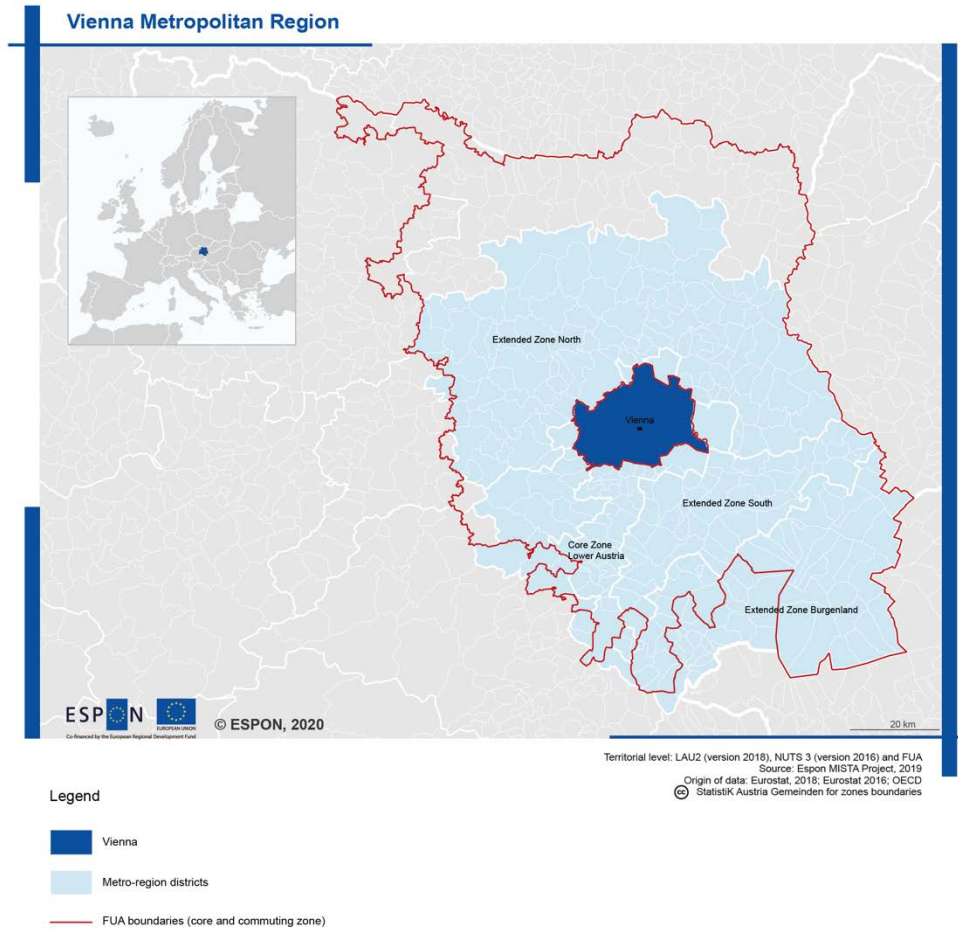 Vienna Metropolitan Region
Extended Zone North
Vienna
Extended Zone South
Core Zone
Lower Austria
Extended Zone Burgenland
ESPON
EUROPEAN UNION
Co-financed by the European Regional Development Fund
© ESPON, 2020
20 km
Territorial level: LAU2 (version 2018), NUTS 3 (version 2016) and FUA
Source: Espon MISTA Project, 2019
Origin of data: Eurostat, 2018; Eurostat 2016; OECD
cc StatistiK Austria Gemeinden for zones boundaries
Legend
Vienna
Metro-region districts
FUA boundaries (core and commuting zone)